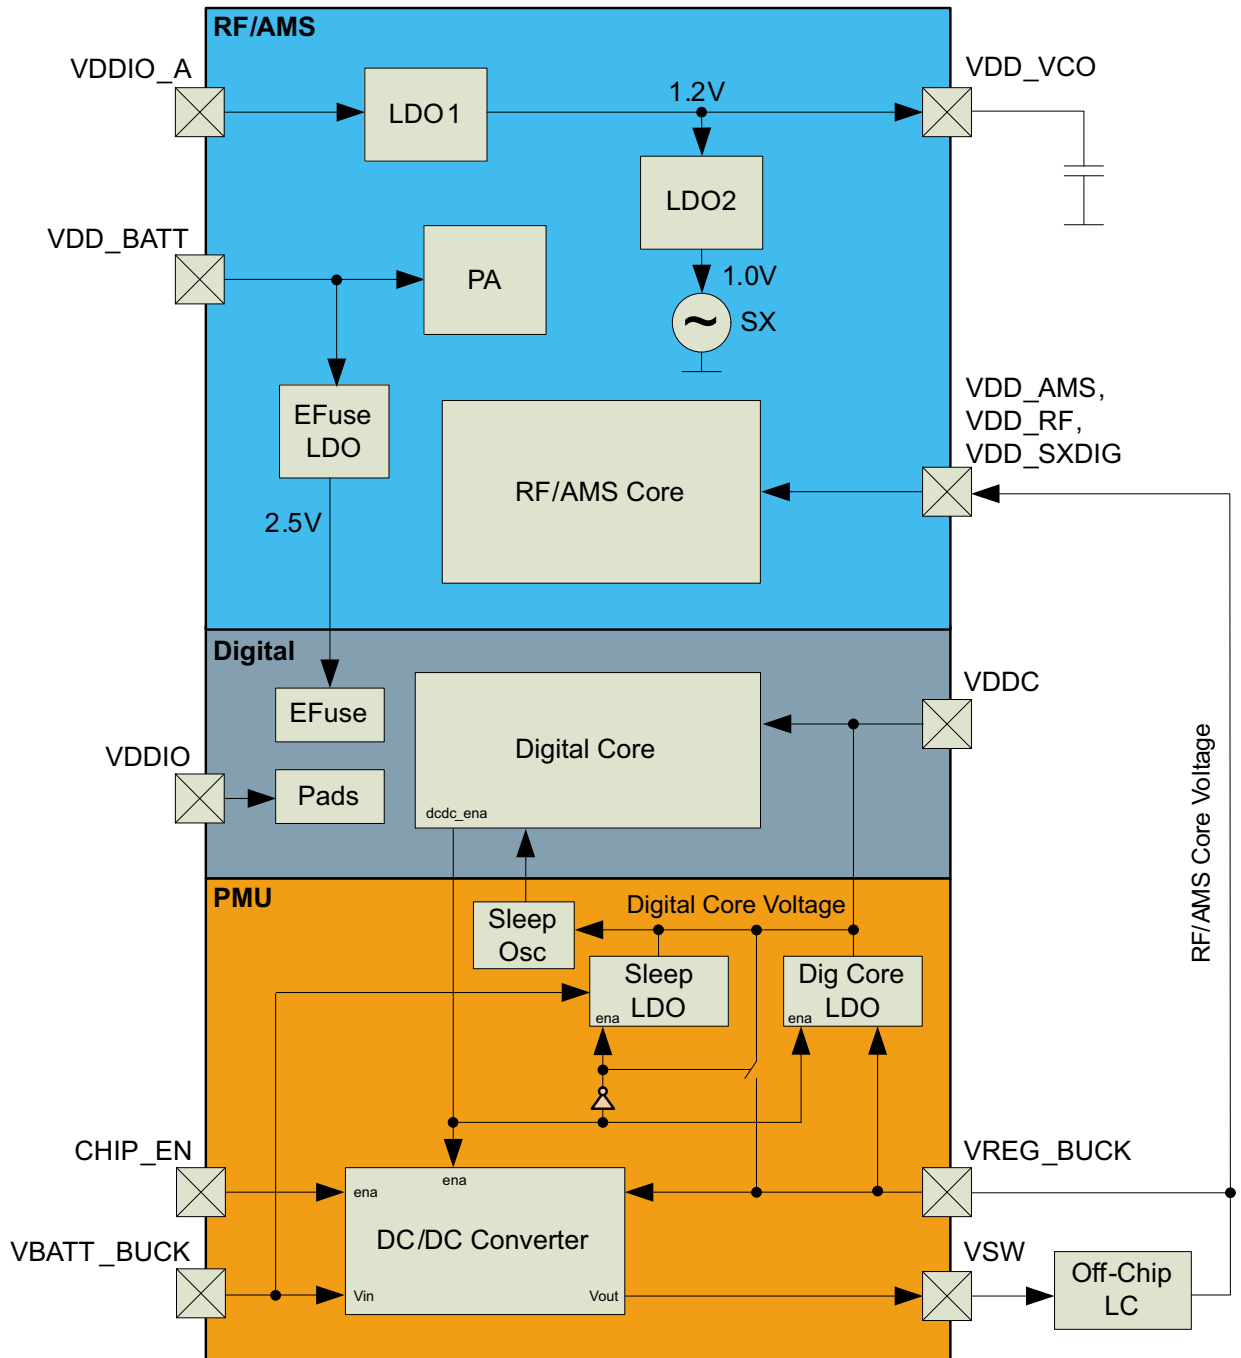 RF/AMS
VDDIO_A
VDD_VCO
LDO1
1.2V
LDO2
VDD_BATT
PA
1.0V
SX
EFuse
LDO
VDD_AMS,
VDD_RF,
VDD_SXDIG
RF/AMS Core
2.5V
Digital
EFuse
Digital Core
VDDC
VDDIO
Pads
dcdc_ena
RF/AMS Core Voltage
PMU
Digital Core Voltage
Sleep
Osc
Sleep
LDO
ena
Dig Core
LDO
ena
CHIP_EN
ena
ena
VREG_BUCK
DC/DC Converter
VBATT_BUCK
Vin
Vout
VSW
Off-Chip
LC